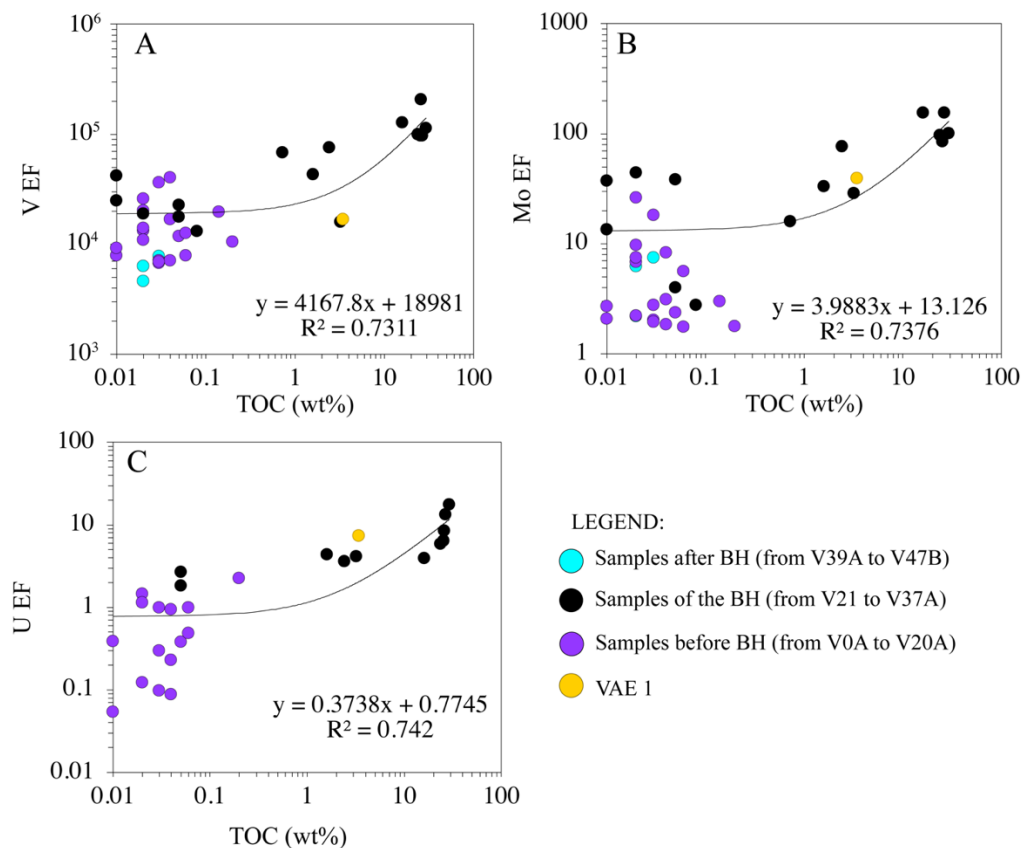 A
V EF
10⁶
10⁵
10⁴
10³
y = 4167.8x + 18981
R² = 0.7311
0.01 0.1 1 10 100
TOC (wt%)
B
Mo EF
1000
100
10
1
y = 3.9883x + 13.126
R² = 0.7376
0.01 0.1 1 10 100
TOC (wt%)
C
U EF
100
10
1
0.1
0.01
y = 0.3738x + 0.7745
R² = 0.742
0.01 0.1 1 10 100
TOC (wt%)
LEGEND:
Samples after BH (from V39A to V47B)
Samples of the BH (from V21 to V37A)
Samples before BH (from V0A to V20A)
VAE 1